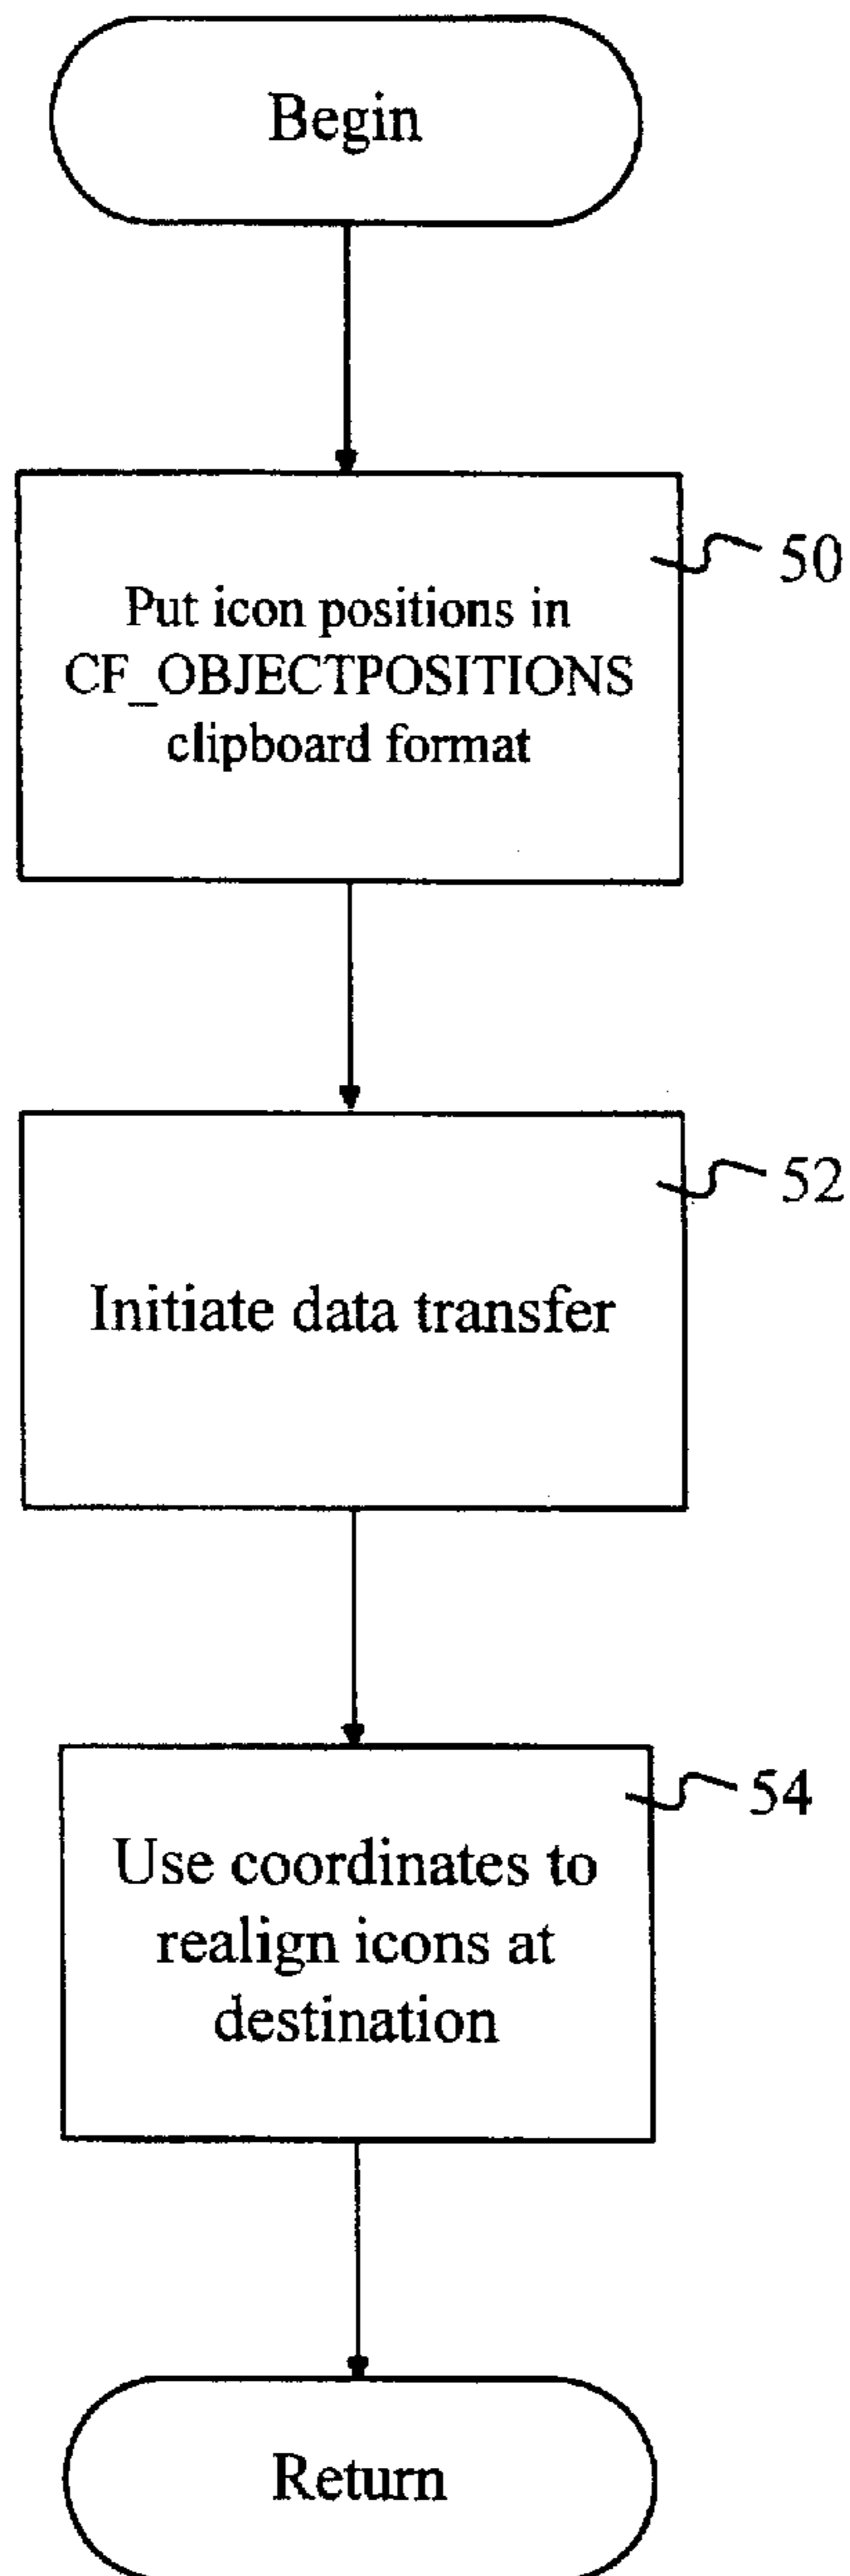 Begin
50
Put icon positions in
CF_OBJECTPOSITIONS
clipboard format
52
Initiate data transfer
54
Use coordinates to
realign icons at
destination
Return